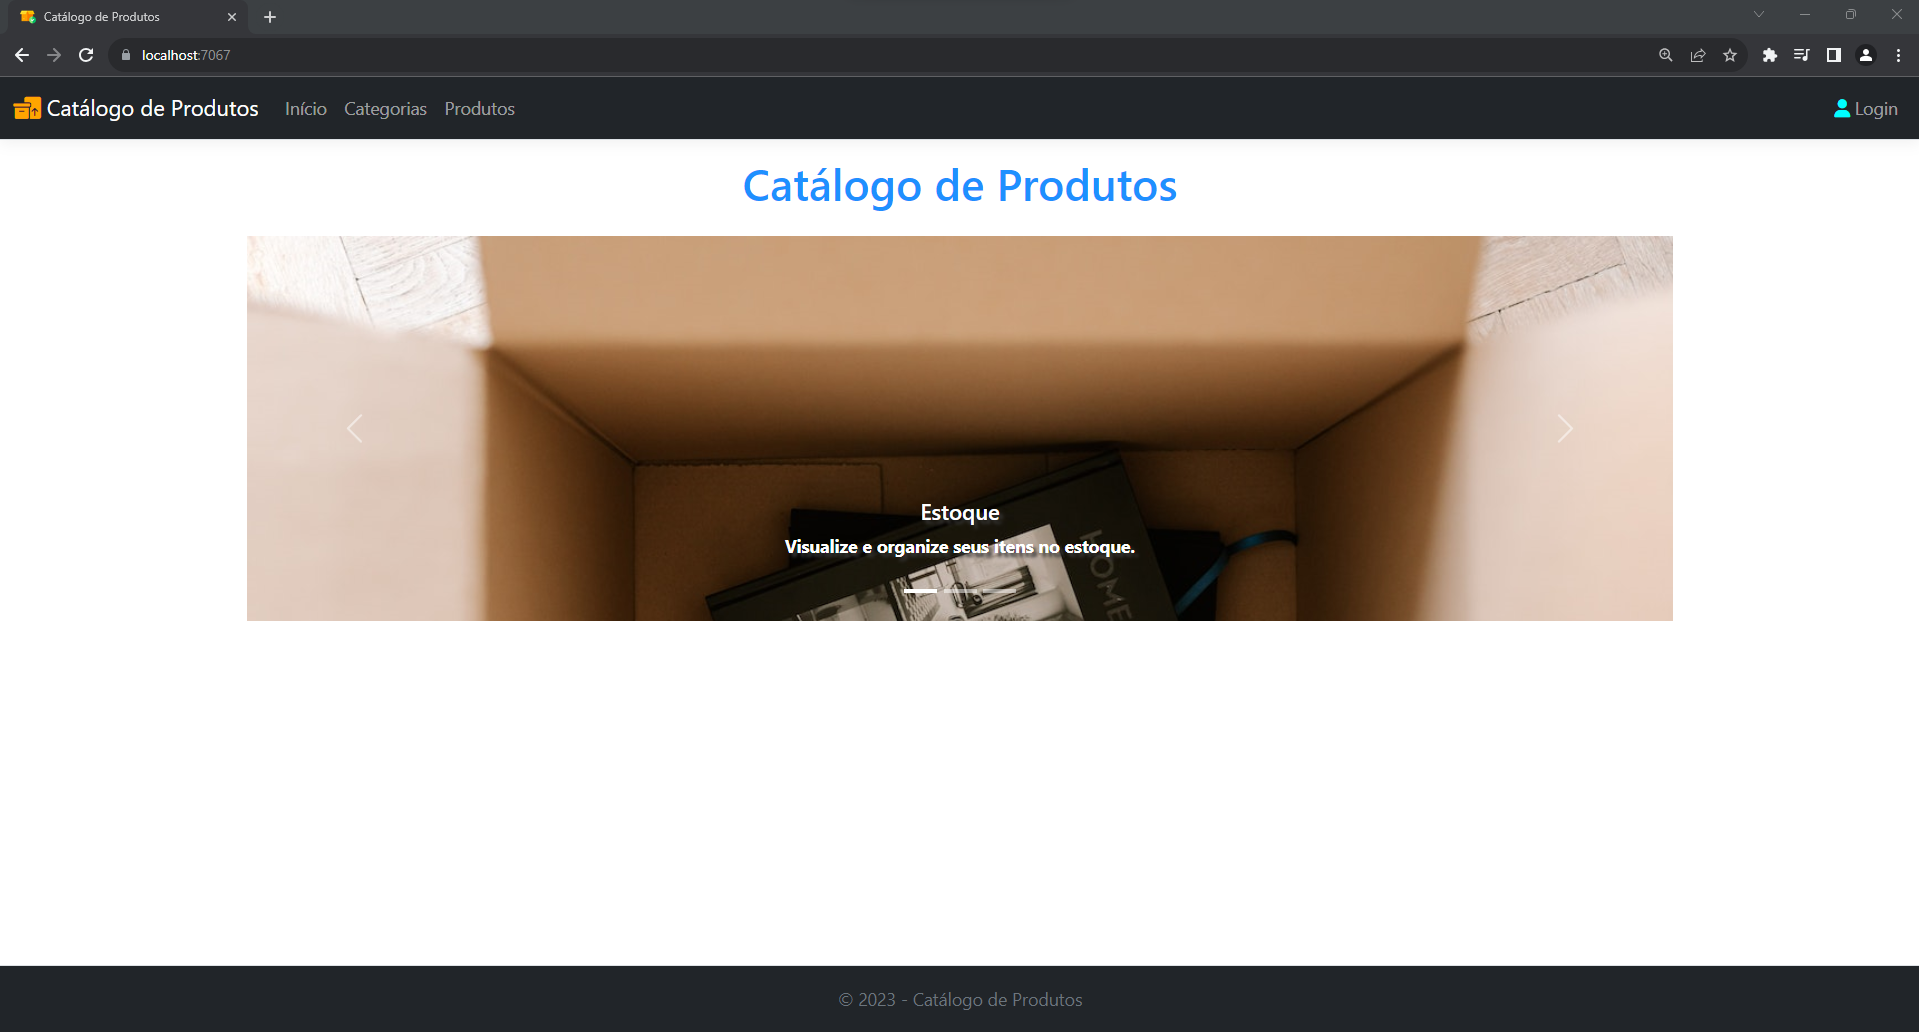 Catálogo de Produtos
localhost:7067
Catálogo de Produtos Início Categorias Produtos Login
Catálogo de Produtos
Estoque
Visualize e organize seus itens no estoque.
HOME
© 2023 - Catálogo de Produtos